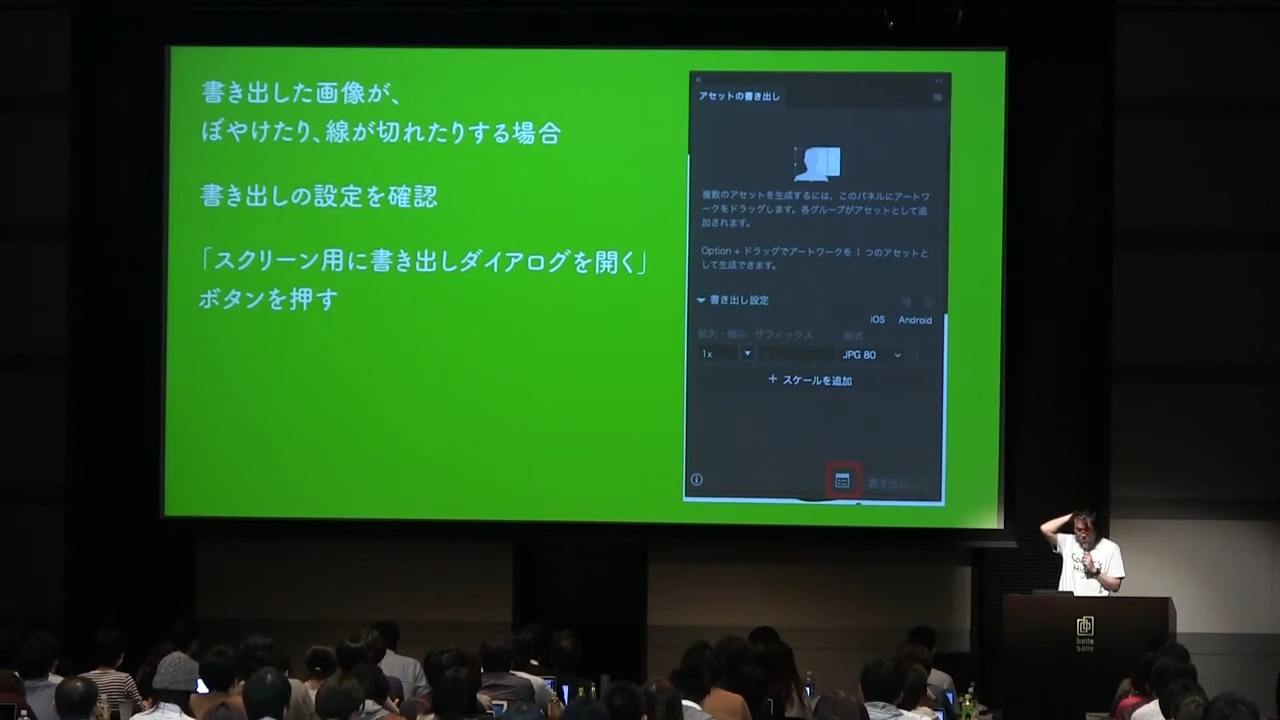 書き出した画像が、
ぼやけたり、線が切れたりする場合
書き出しの設定を確認
「スクリーン用に書き出しダイアログを開く」
ボタンを押す
アセットの書き出し
複数のアセットを生成するには、このパネルにアートワ
ークをドラッグします。各グループがアセットとして追
加されます。
Option + ドラッグでアートワークを 1 つのアセットと
して生成できます。
書き出し設定
iOS Android
拡大・縮小 サフィックス 形式
1x JPG 80
+ スケールを追加
書き出し...
belle
salle